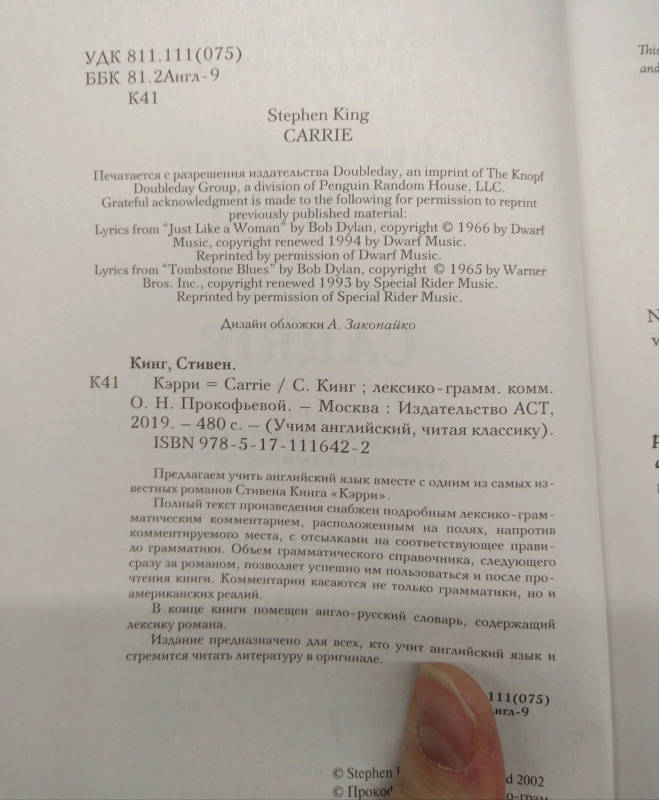 УДК 811.111(075)
ББК 81.2Англ-9
К41
Stephen King
CARRIE
Печатается с разрешения издательства Doubleday, an imprint of The Knopf
Doubleday Group, a division of Penguin Random House, LLC.
Grateful acknowledgment is made to the following for permission to reprint
previously published material:
Lyrics from “Just Like a Woman” by Bob Dylan, copyright © 1966 by Dwarf
Music, copyright renewed 1994 by Dwarf Music.
Reprinted by permission of Dwarf Music.
Lyrics from “Tombstone Blues” by Bob Dylan, copyright © 1965 by Warner
Bros. Inc., copyright renewed 1993 by Special Rider Music.
Reprinted by permission of Special Rider Music.
Дизайн обложки А. Закопайко
Кинг, Стивен.
К41 Кэрри = Carrie / С. Кинг ; лексико-грамм. комм.
О. Н. Прокофьевой. – Москва : Издательство АСТ,
2019. – 480 с. – (Учим английский, читая классику).
ISBN 978-5-17-111642-2
Предлагаем учить английский язык вместе с одним из самых из-
вестных романов Стивена Кинга «Кэрри».
Полный текст произведения снабжен подробным лексико-грам-
матическим комментарием, расположенным на полях, напротив
комментируемого места, с отсылками на соответствующее прави-
ло грамматики. Объем грамматического справочника, следующего
сразу за романом, позволяет успешно им пользоваться и после про-
чтения книги. Комментарии касаются не только грамматики, но и
американских реалий.
В конце книги помещен англо-русский словарь, содержащий
лексику романа.
Издание предназначено для всех, кто учит английский язык и
стремится читать литературу в оригинале.
111(075)
нгл-9
© Stephen
2002
©
This
and